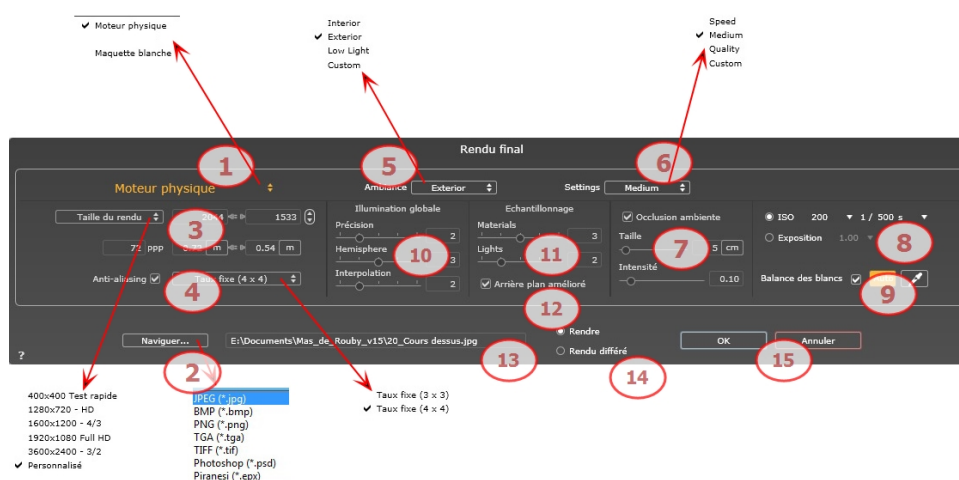 Moteur physique
Maquette blanche
Interior
Exterior
Low Light
Custom
Speed
Medium
Quality
Custom
Rendu final
1
5
6
Moteur physique
Ambiance
Exterior
Settings
Medium
Taille du rendu
3
2044
1533
72 ppp
0.72 m
0.54 m
Anti-aliasing
4
Taux fixe (4 x 4)
Illumination globale
Précision
2
Hemisphere
10
3
Interpolation
2
Echantillonnage
Materials
3
Lights
11
2
Arrière plan amélioré
12
Occlusion ambiente
Taille
7
5 cm
Intensité
0.10
ISO 200 1 / 500 s
Exposition 1.00
8
Balance des blancs
9
Naviguer...
2
E:\Documents\Mas_de_Rouby_v15\20_Cours dessus.jpg
13
Rendre
Rendu différé
14
OK
15
Annuler
?
400x400 Test rapide
1280x720 - HD
1600x1200 - 4/3
1920x1080 Full HD
3600x2400 - 3/2
Personnalisé
JPEG (*.jpg)
BMP (*.bmp)
PNG (*.png)
TGA (*.tga)
TIFF (*.tif)
Photoshop (*.psd)
Piranesi (*.epx)
Taux fixe (3 x 3)
Taux fixe (4 x 4)